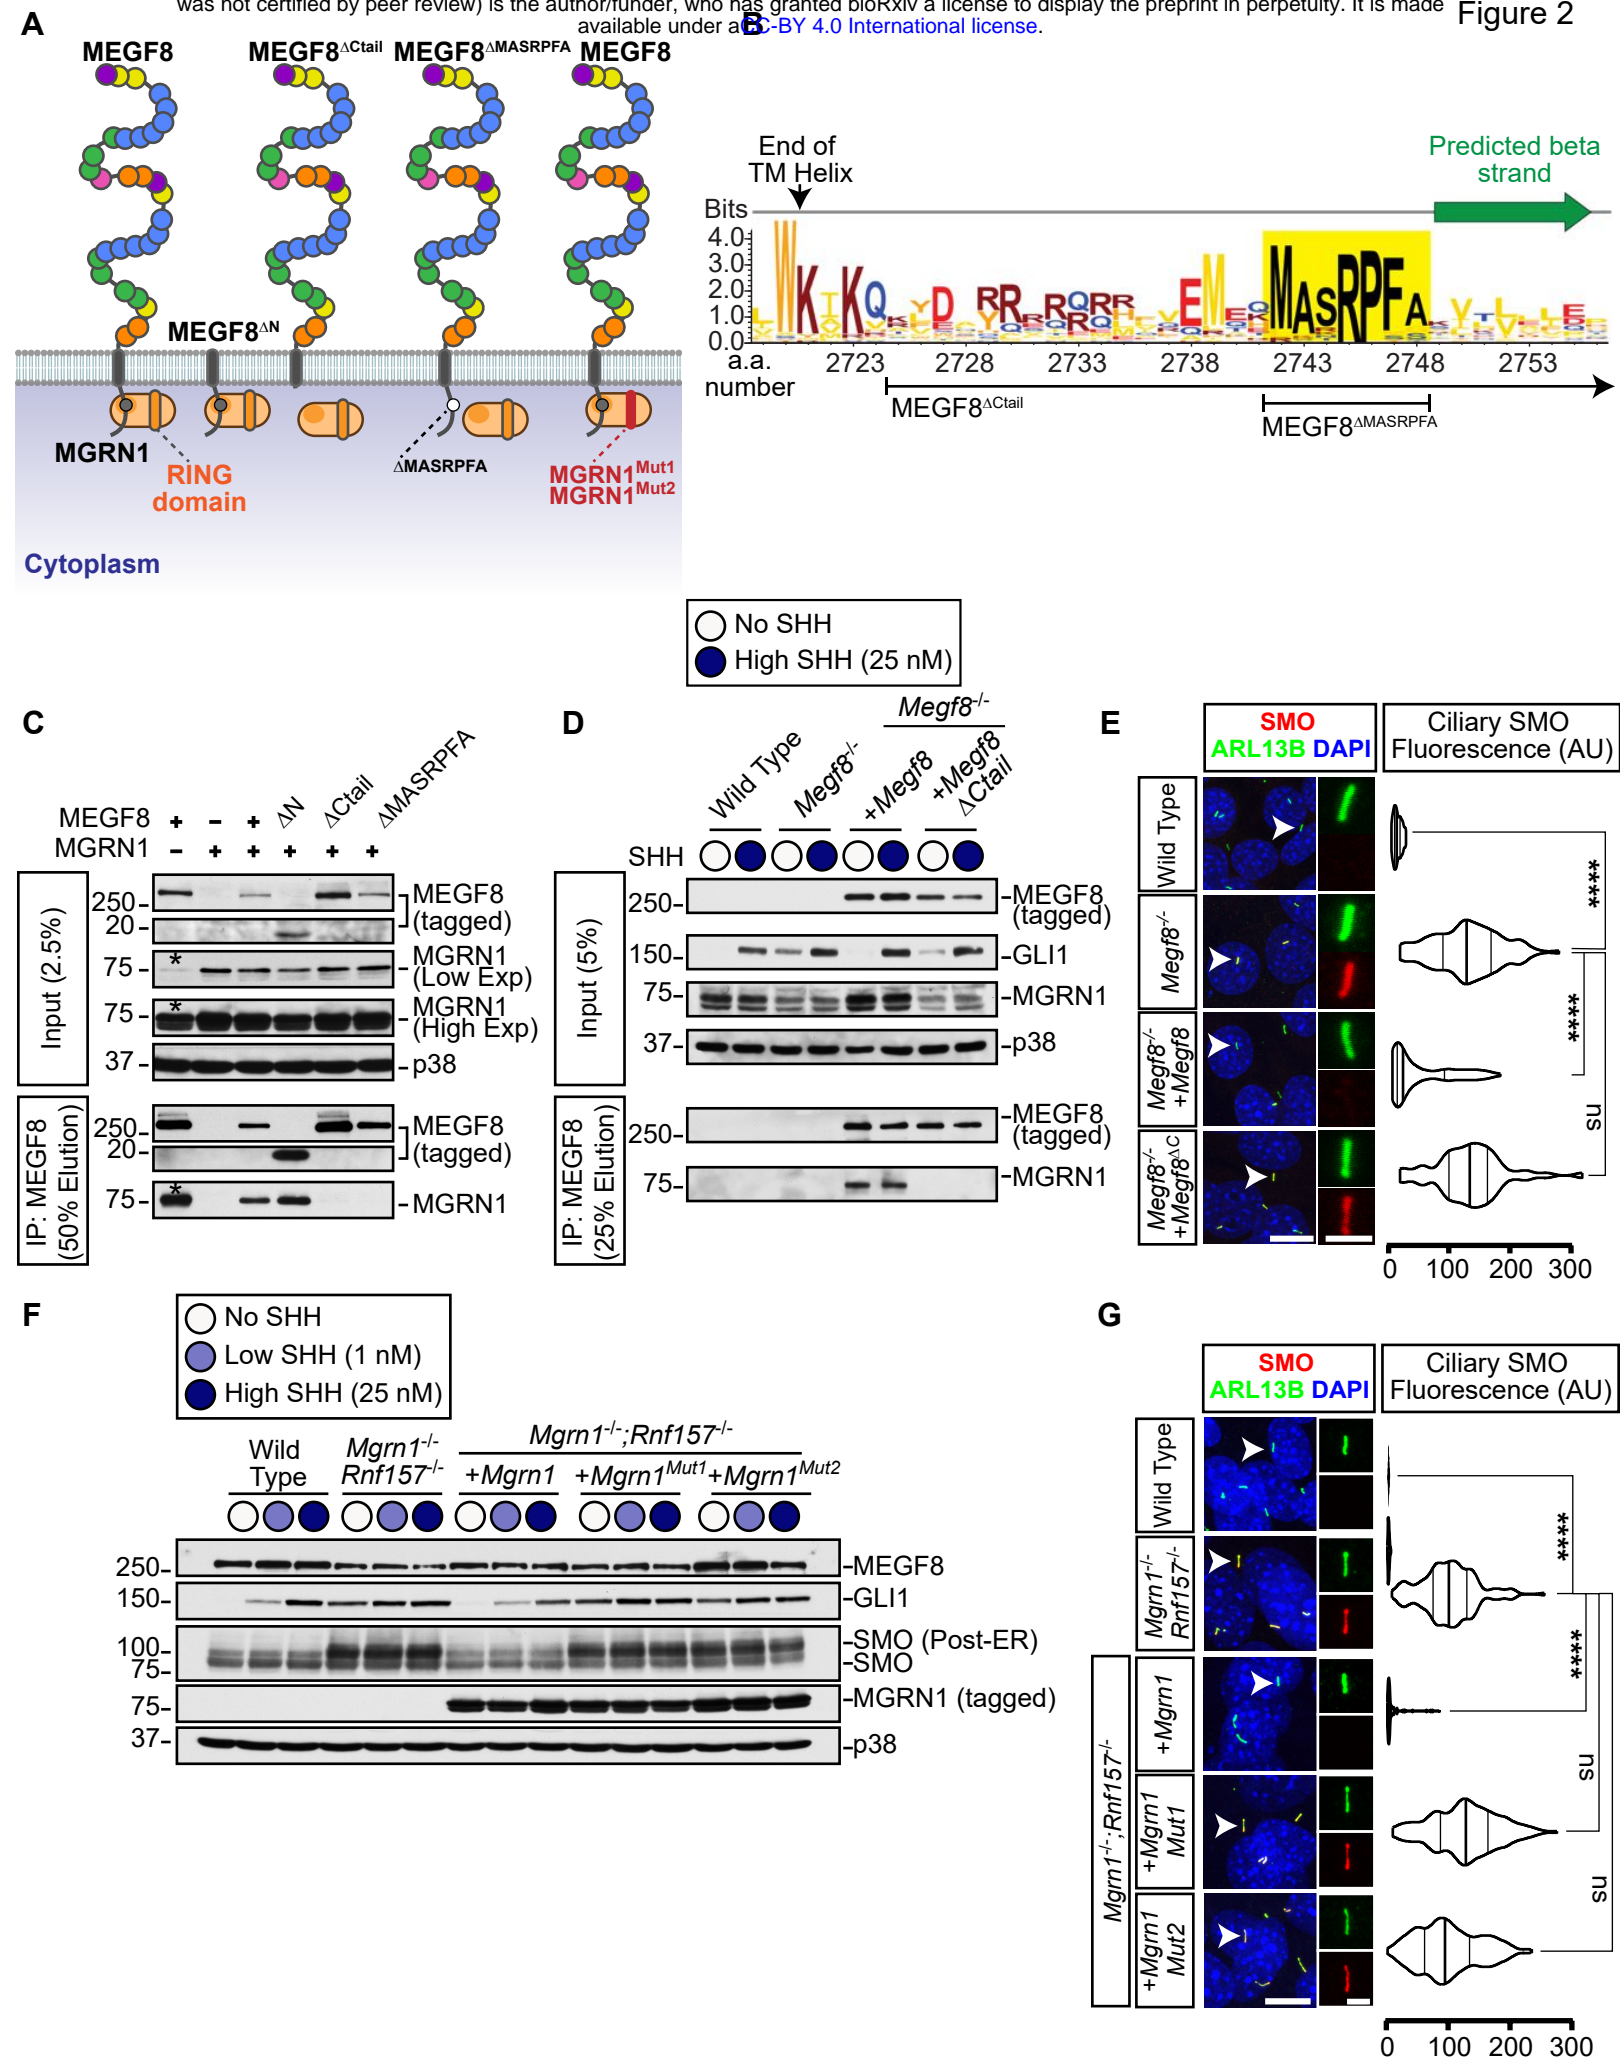 was not certified by peer review) is the author/funder, who has granted bioRxiv a license to display the preprint in perpetuity. It is made
available under aCC-BY 4.0 International license.
Figure 2
A
MEGF8
MEGF8ΔCtail
MEGF8ΔMASRPFA
MEGF8
MEGF8ΔN
MGRN1
RING
domain
ΔMASRPFA
MGRN1Mut1
MGRN1Mut2
Cytoplasm
B
End of
TM Helix
Predicted beta
strand
Bits
4.0
3.0
2.0
1.0
0.0
WKIKQ
MASRPFA
a.a.
number
2723 2728 2733 2738 2743 2748 2753
MEGF8ΔCtail
MEGF8ΔMASRPFA
No SHH
High SHH (25 nM)
C
MEGF8 + - + ΔN ΔCtail ΔMASRPFA
MGRN1 - + + + + +
Input (2.5%)
250
20
MEGF8
(tagged)
75
*
MGRN1
(Low Exp)
75
*
MGRN1
(High Exp)
37
p38
IP: MEGF8
(50% Elution)
250
20
MEGF8
(tagged)
75
*
MGRN1
D
Megf8-/-
Wild Type
Megf8-/-
+Megf8
+Megf8
ΔCtail
SHH
Input (5%)
250
MEGF8
(tagged)
150
GLI1
75
MGRN1
37
p38
IP: MEGF8
(25% Elution)
250
MEGF8
(tagged)
75
MGRN1
E
SMO
ARL13B DAPI
Ciliary SMO
Fluorescence (AU)
Wild Type
Megf8-/-
Megf8-/-
+Megf8
Megf8-/-
+Megf8ΔC
****
****
ns
0 100 200 300
F
No SHH
Low SHH (1 nM)
High SHH (25 nM)
Wild
Type
Mgrn1-/-
Rnf157-/-
Mgrn1-/-;Rnf157-/-
+Mgrn1 +Mgrn1Mut1 +Mgrn1Mut2
250
MEGF8
150
GLI1
100
75
SMO (Post-ER)
SMO
75
MGRN1 (tagged)
37
p38
G
SMO
ARL13B DAPI
Ciliary SMO
Fluorescence (AU)
Wild Type
Mgrn1-/-
Rnf157-/-
Mgrn1-/-;Rnf157-/-
+Mgrn1
+Mgrn1
Mut1
+Mgrn1
Mut2
****
****
ns
ns
0 100 200 300